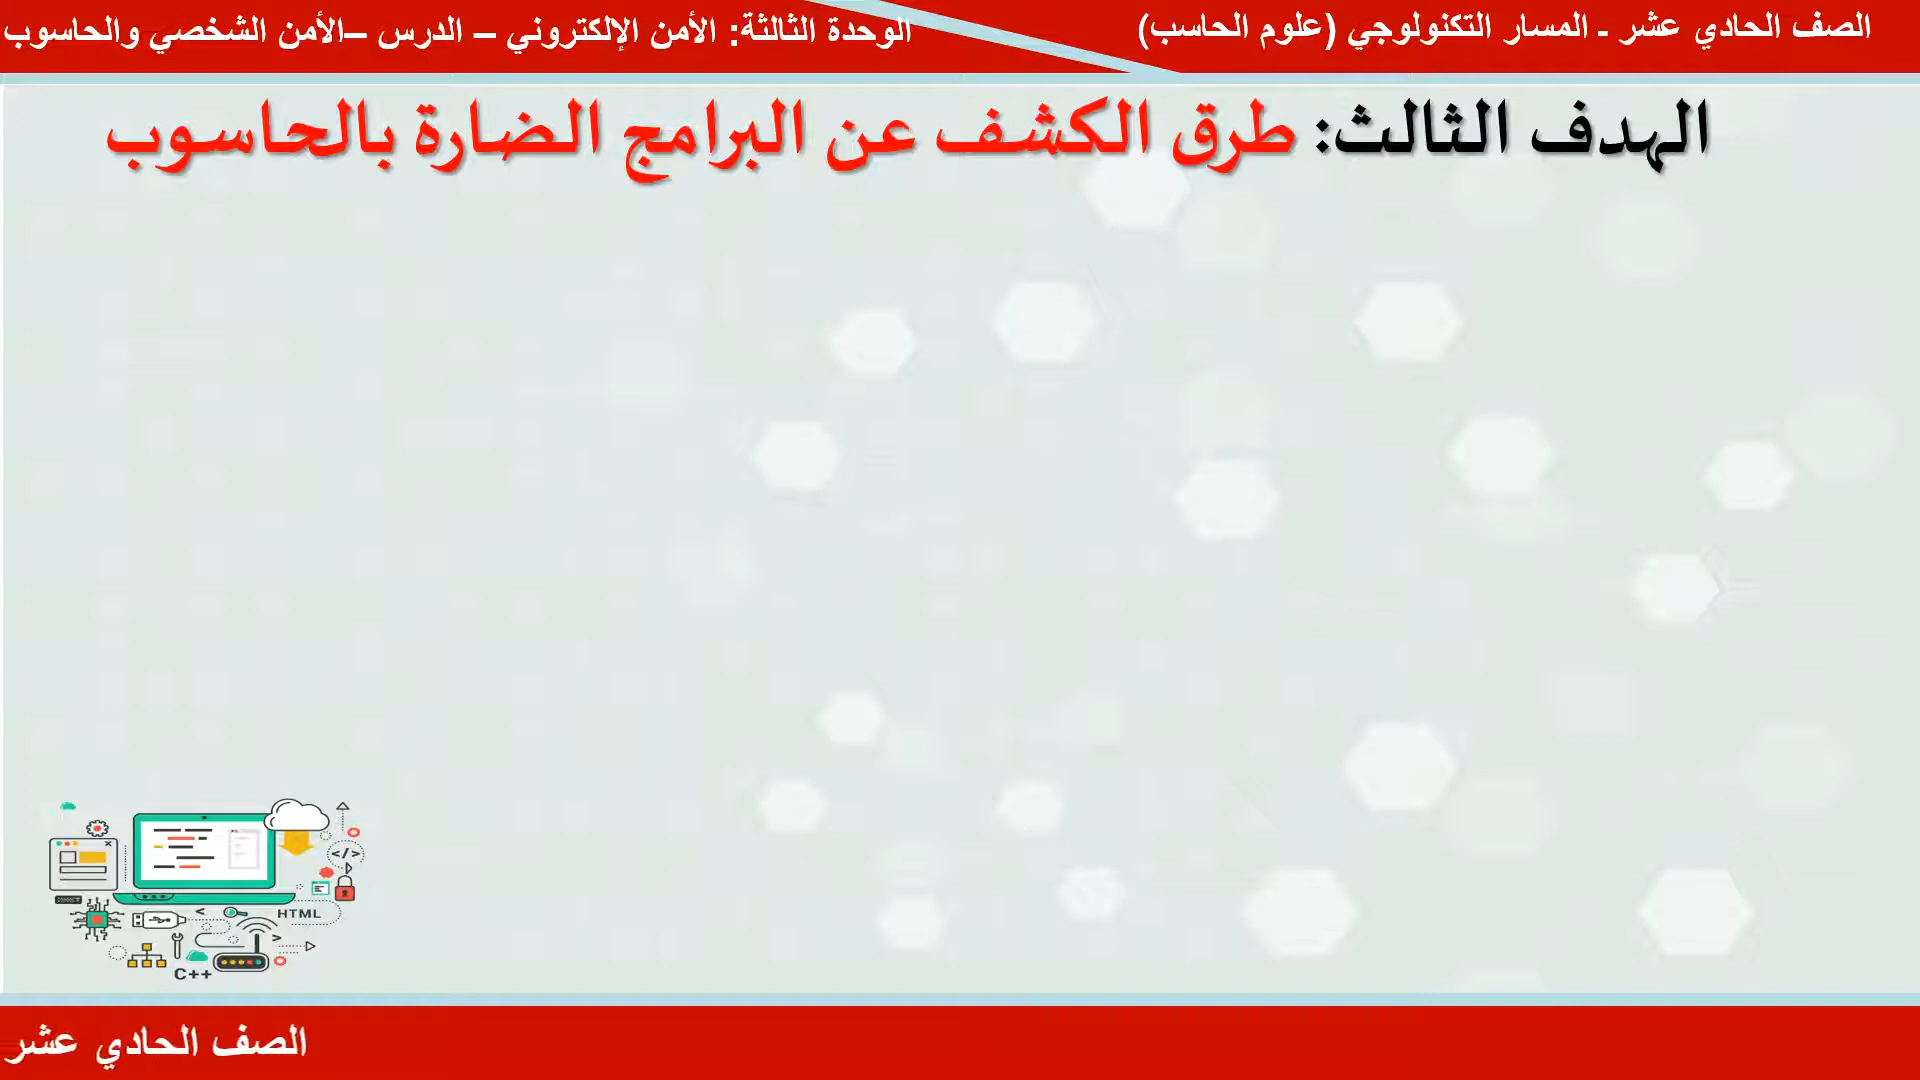 الصف الحادي عشر - المسار التكنولوجي (علوم الحاسب)
الوحدة الثالثة: الأمن الإلكتروني – الدرس –الأمن الشخصي والحاسوب
الهدف الثالث: طرق الكشف عن البرامج الضارة بالحاسوب
</>
HTML
C++
الصف الحادي عشر